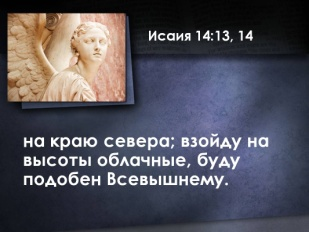 Исаия 14:13, 14
на краю севера; взойду на
высоты облачные, буду
подобен Всевышнему.